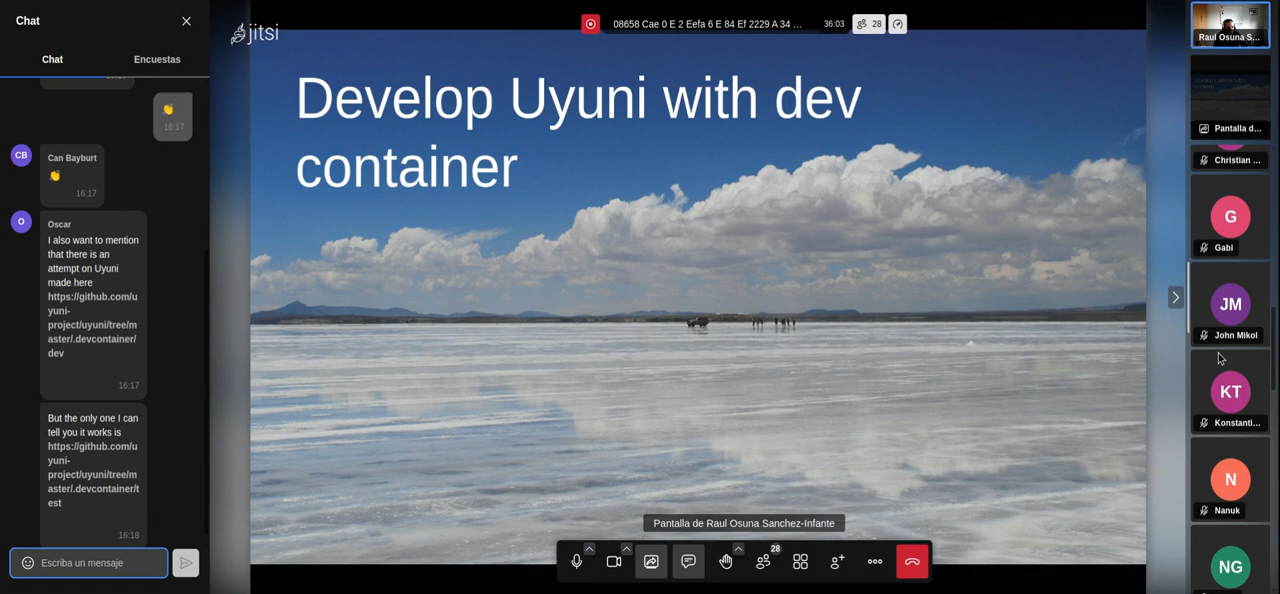 Chat
Chat Encuestas
👏
16:17
CB
Can Bayburt
👏
16:17
O
Oscar
I also want to mention
that there is an
attempt on Uyuni
made here
https://github.com/u
yuni-
project/uyuni/tree/m
aster/.devcontainer/
dev
16:17
But the only one I can
tell you it works is
https://github.com/u
yuni-
project/uyuni/tree/m
aster/.devcontainer/t
est
16:18
Escriba un mensaje
jitsi
08658 Cae 0 E 2 Eefa 6 E 84 Ef 2229 A 34 ... 36:03 28
Develop Uyuni with dev
container
Pantalla de Raul Osuna Sanchez-Infante
28
Raul Osuna S...
Pantalla d...
Christian ...
G
Gabi
JM
John Mikol
KT
Konstanti...
N
Nanuk
NG